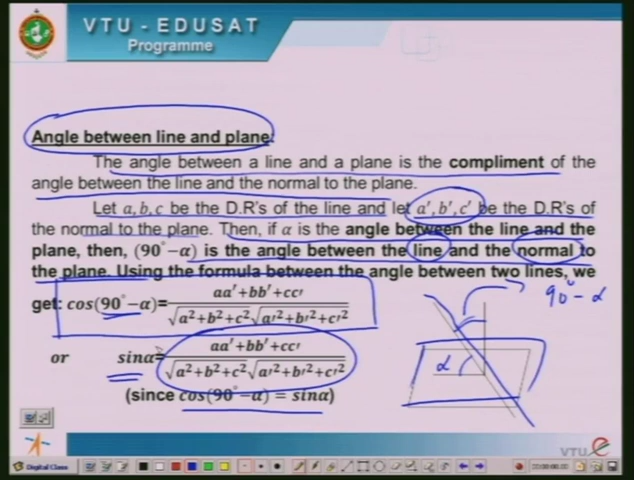 VTU - EDUSAT
Programme
Angle between line and plane:
The angle between a line and a plane is the compliment of the
angle between the line and the normal to the plane.
Let a,b,c be the D.R's of the line and let a′,b′,c′ be the D.R's of
the normal to the plane. Then, if α is the angle between the line and the
plane, then, (90°−α) is the angle between the line and the normal to
the plane. Using the formula between the angle between two lines, we
get: cos(90°−α)= aa′+bb′+cc′ / √a²+b²+c² √a′²+b′²+c′²
90° - α
or sinα= aa′+bb′+cc′ / √a²+b²+c² √a′²+b′²+c′²
α
(since cos(90°−α) = sinα)
VTU e
Digital Class